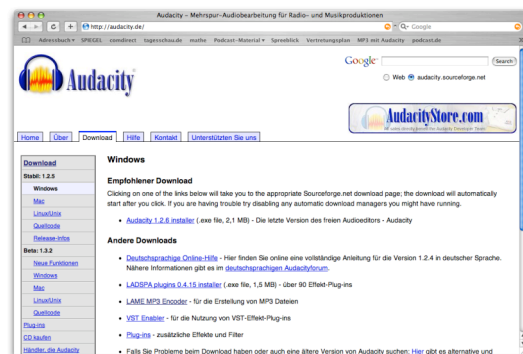 Audacity - Mehrspur-Audiobearbeitung für Radio- und Musikproduktionen
http://audacity.de/
Google
Adressbuch SPIEGEL comdirect tagesschau.de mathe Podcast-Material Spreeblick Vertretungsplan MP3 mit Audacity podcast.de
Audacity
Google
Search
Web audacity.sourceforge.net
AudacityStore.com
Home Über Download Hilfe Kontakt Unterstützten Sie uns
Download
Stabil: 1.2.5
Windows
Mac
Linux/Unix
Quellcode
Release-Infos
Beta: 1.3.2
Neue Funktionen
Windows
Mac
Linux/Unix
Quellcode
Plug-ins
CD kaufen
Händler, die Audacity
Windows
Empfohlener Download
Clicking on one of the links below will take you to the appropriate Sourceforge.net download page; the download will automatically
start after you click. If you are having trouble try disabling any automatic download managers you might have running.
Audacity 1.2.6 installer (.exe file, 2,1 MB) - Die letzte Version des freien Audioeditors - Audacity
Andere Downloads
Deutschsprachige Online-Hilfe - Hier finden Sie online eine vollständige Anleitung für die Version 1.2.4 in deutscher Sprache.
Nähere Informationen gibt es im deutschsprachigen Audacityforum.
LADSPA plugins 0.4.15 installer (.exe file, 1,5 MB) - über 90 Effekt-Plug-ins
LAME MP3 Encoder - für die Erstellung von MP3 Dateien
VST Enabler - für die Nutzung von VST-Effekt-Plug-ins
Plug-ins - zusätzliche Effekte und Filter
Falls Sie Probleme beim Download haben oder auch eine ältere Version von Audacity suchen: Hier gibt es alternative und